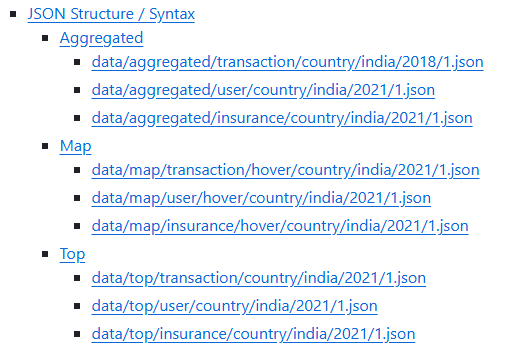 JSON Structure / Syntax
Aggregated
data/aggregated/transaction/country/india/2018/1.json
data/aggregated/user/country/india/2021/1.json
data/aggregated/insurance/country/india/2021/1.json
Map
data/map/transaction/hover/country/india/2021/1.json
data/map/user/hover/country/india/2021/1.json
data/map/insurance/hover/country/india/2021/1.json
Top
data/top/transaction/country/india/2021/1.json
data/top/user/country/india/2021/1.json
data/top/insurance/country/india/2021/1.json